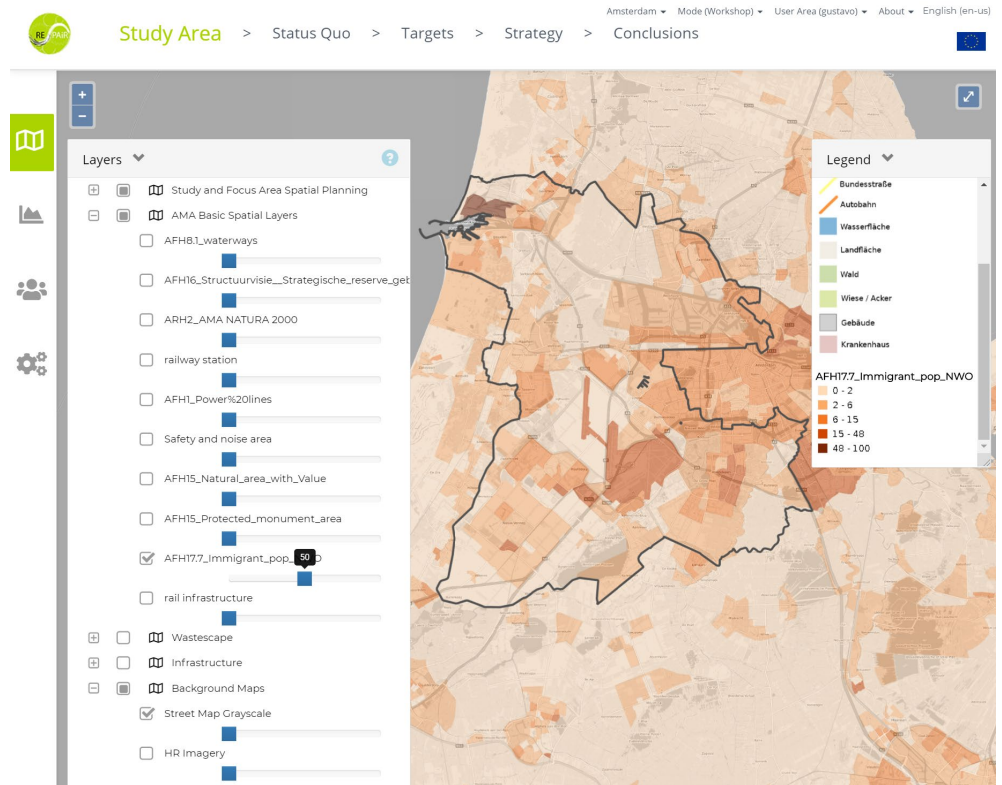 Amsterdam Mode (Workshop) User Area (gustavo) About English (en-us)
REPAIR
Study Area > Status Quo > Targets > Strategy > Conclusions
+
−
Layers
?
Study and Focus Area Spatial Planning
AMA Basic Spatial Layers
AFH8.1_waterways
AFH16_Structuurvisie__Strategische_reserve_geb
ARH2_AMA NATURA 2000
railway station
AFH1_Power%20lines
Safety and noise area
AFH15_Natural_area_with_Value
AFH15_Protected_monument_area
AFH17.7_Immigrant_pop_ O
50
rail infrastructure
Wastescape
Infrastructure
Background Maps
Street Map Grayscale
HR Imagery
Legend
Bundesstraße
Autobahn
Wasserfläche
Landfläche
Wald
Wiese / Acker
Gebäude
Krankenhaus
AFH17.7_Immigrant_pop_NWO
0 - 2
2 - 6
6 - 15
15 - 48
48 - 100